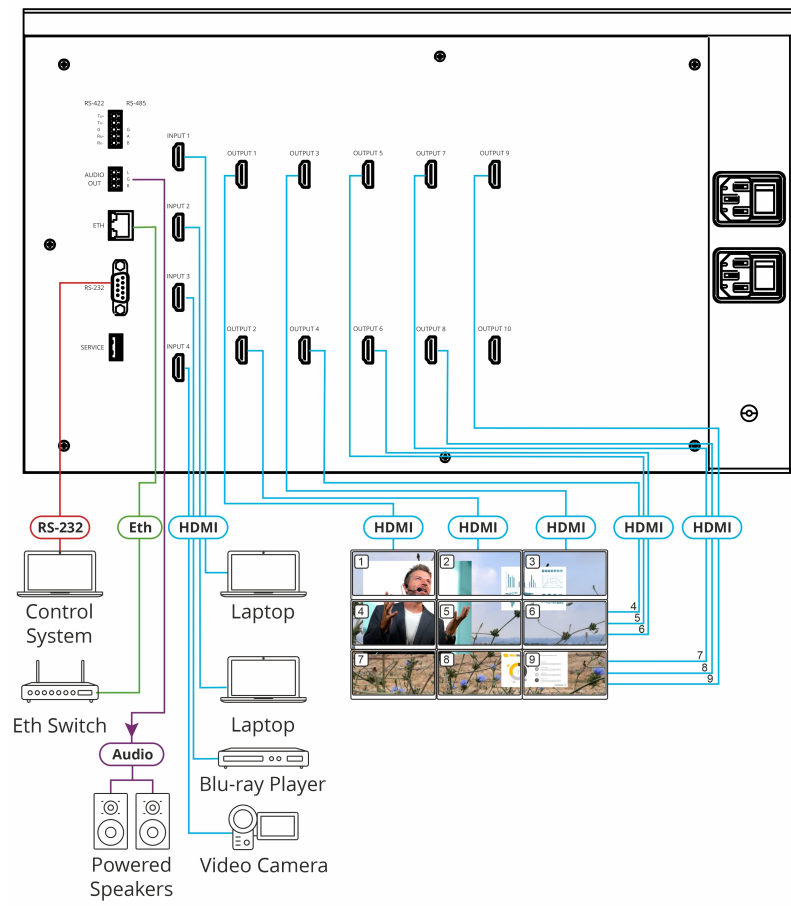 RS-422 RS-485
Tx+
Tx-
G G
Rx- A
Rx- B
INPUT 1
OUTPUT 1 OUTPUT 3 OUTPUT 5 OUTPUT 7 OUTPUT 9
AUDIO OUT
L
G
R
INPUT 2
ETH
INPUT 3
RS-232
OUTPUT 2 OUTPUT 4 OUTPUT 6 OUTPUT 8 OUTPUT 10
SERVICE
INPUT 4
RS-232 Eth HDMI HDMI HDMI HDMI HDMI HDMI
1 2 3
4 5 6
7 8 9
4
5
6
7
8
9
Control
System
Laptop
Eth Switch
Laptop
Audio
Blu-ray Player
Powered
Speakers
Video Camera